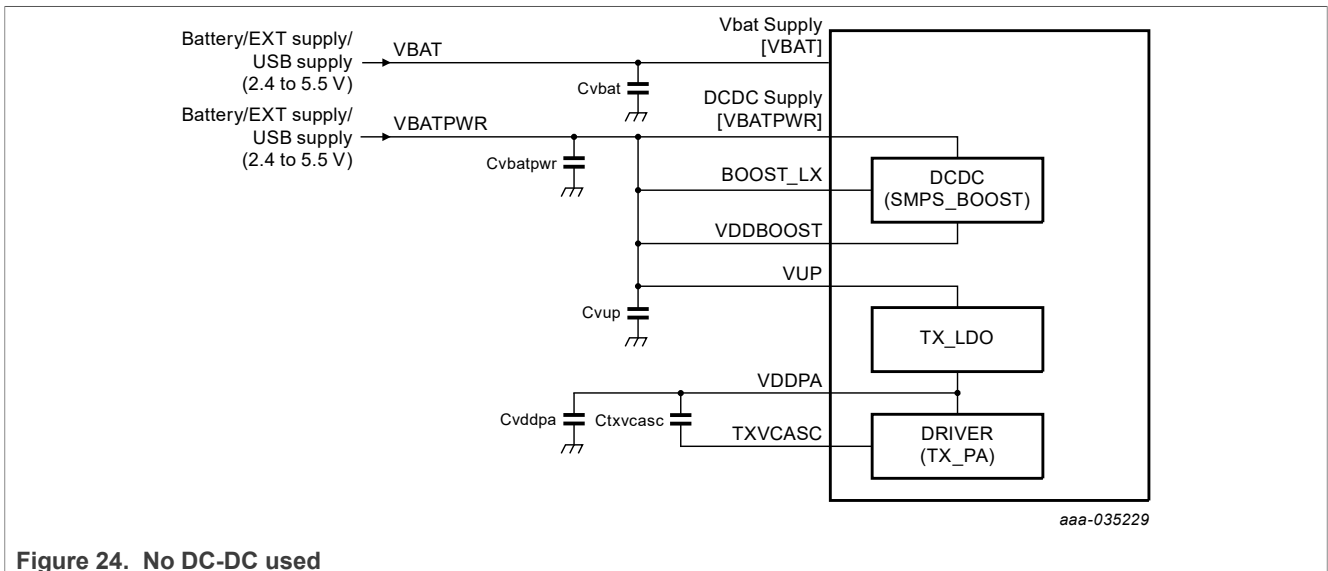 Battery/EXT supply/
USB supply
(2.4 to 5.5 V)
VBAT
Cvbat
Vbat Supply
[VBAT]
Battery/EXT supply/
USB supply
(2.4 to 5.5 V)
VBATPWR
Cvbatpwr
DCDC Supply
[VBATPWR]
BOOST_LX
DCDC
(SMPS_BOOST)
VDDBOOST
VUP
Cvup
TX_LDO
VDDPA
Cvddpa
Ctxvcasc
TXVCASC
DRIVER
(TX_PA)
aaa-035229
Figure 24. No DC-DC used